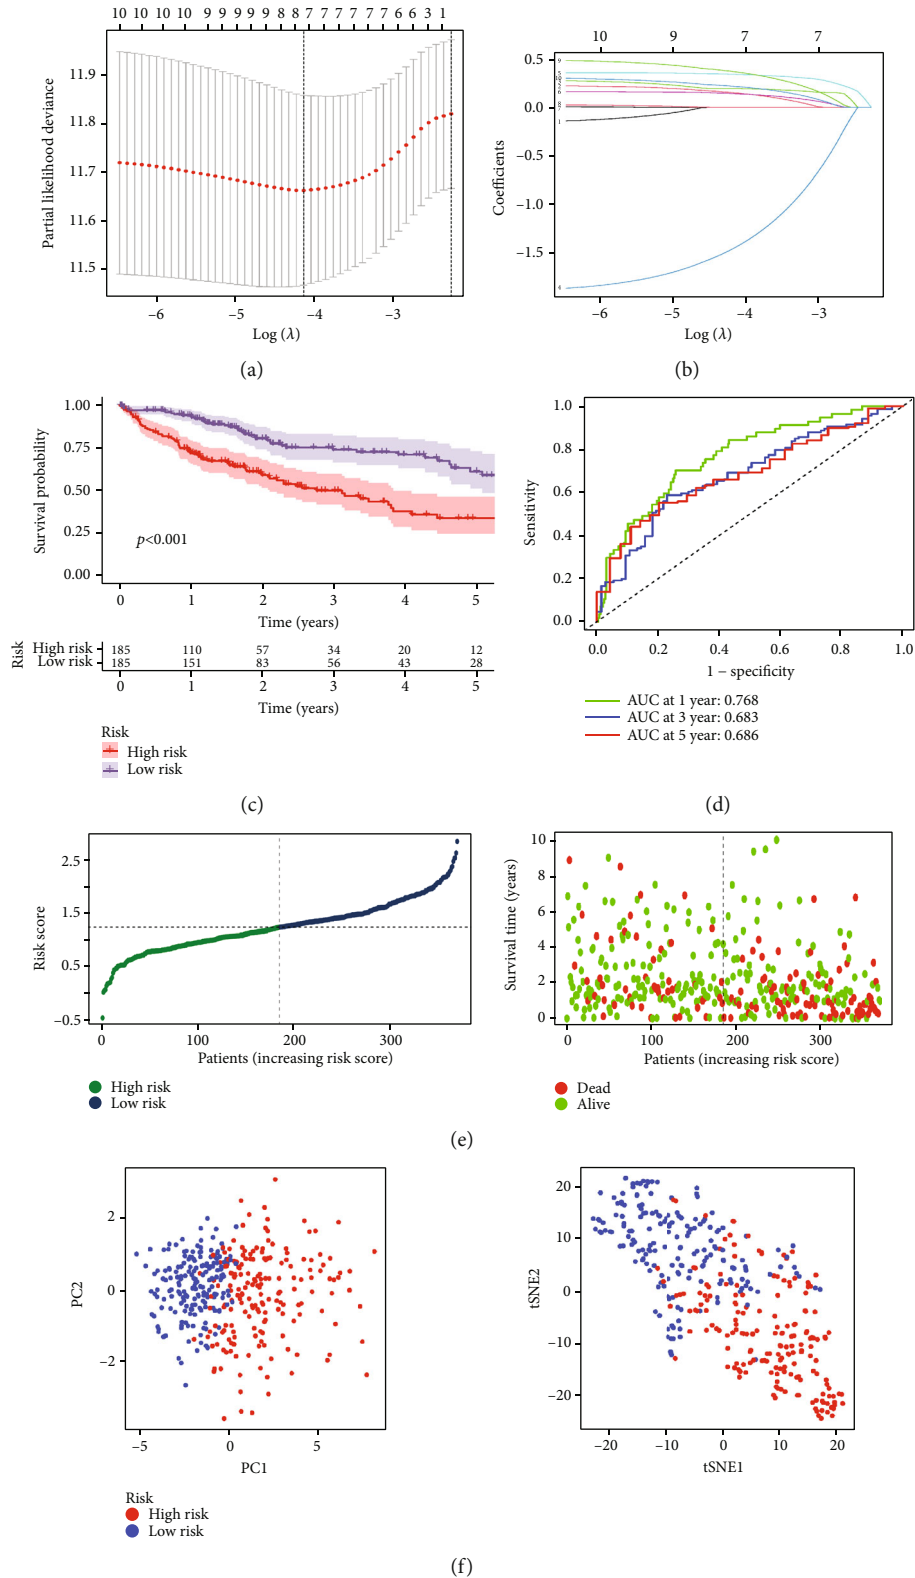 10 10 10 10 9 9 9 9 9 8 8 7 7 7 7 7 7 6 6 3 1
Partial likelihood deviance
11.9
11.7
11.6
11.5
−6 −5 −4 −3
Log (λ)
(a)
10 9 7 7
Coefficients
0.5
0.0
−0.5
−1.0
−1.5
−6 −5 −4 −3
Log (λ)
(b)
Survival probability
1.00
0.75
0.50
0.25
0.00
p<0.001
0 1 2 3 4 5
Time (years)
Risk
High risk 185 110 57 34 20 12
Low risk 185 151 83 56 43 28
0 1 2 3 4 5
Time (years)
Risk
High risk
Low risk
(c)
Sensitivity
1.0
0.8
0.6
0.4
0.2
0.0
0.0 0.2 0.4 0.6 0.8 1.0
1 − specificity
AUC at 1 year: 0.768
AUC at 3 year: 0.683
AUC at 5 year: 0.686
(d)
Risk score
2.5
1.5
0.5
−0.5
0 100 200 300
Patients (increasing risk score)
High risk
Low risk
Survival time (years)
10
8
6
4
2
0
0 100 200 300
Patients (increasing risk score)
Dead
Alive
(e)
PC2
2
0
−2
−5 0 5
PC1
Risk
High risk
Low risk
tSNE2
20
10
0
−10
−20
−20 −10 0 10 20
tSNE1
(f)